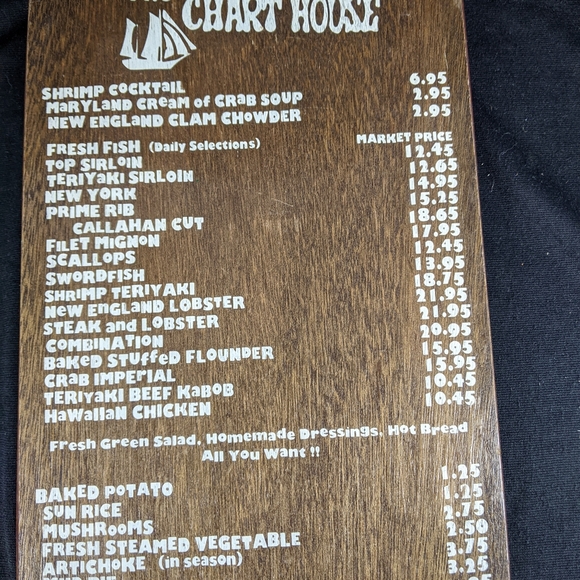 CHART HOUSE
SHRIMP COCKTAIL 6.95
MARYLAND CREAM OF CRAB SOUP 2.95
NEW ENGLAND CLAM CHOWDER 2.95
FRESH FISH (Daily Selections) MARKET PRICE
TOP SIRLOIN 12.45
TERIYAKI SIRLOIN 12.65
NEW YORK 14.95
PRIME RIB 15.25
CALLAHAN CUT 18.65
FILET MIGNON 17.95
SCALLOPS 12.45
SWORDFISH 13.95
SHRIMP TERIYAKI 18.75
NEW ENGLAND LOBSTER 21.95
STEAK and LOBSTER 21.95
COMBINATION 20.95
BAKED STUFFED FLOUNDER 15.95
CRAB IMPERIAL 15.95
TERIYAKI BEEF KABOB 10.45
HAWAIIAN CHICKEN 10.45
Fresh Green Salad, Homemade Dressings, Hot Bread
All You Want !!
BAKED POTATO 1.25
SUN RICE 1.25
MUSHROOMS 2.75
FRESH STEAMED VEGETABLE 2.50
ARTICHOKE (in season) 3.75
3.25